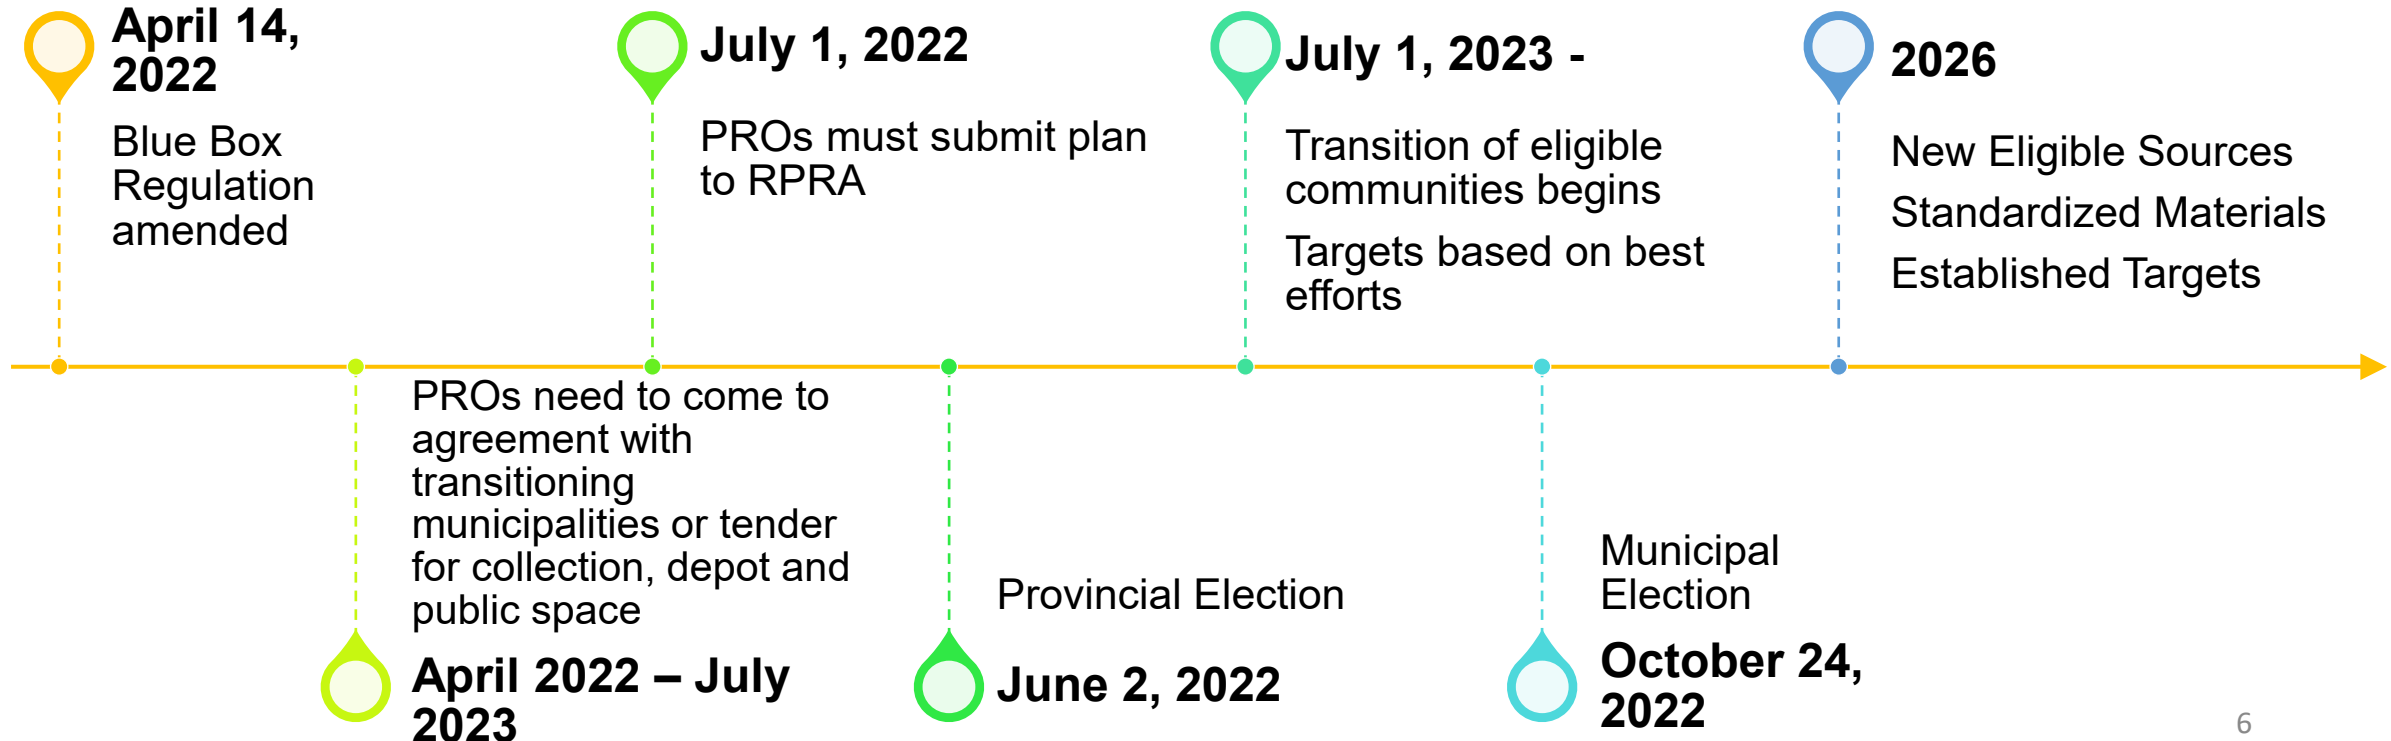 April 14,
2022
Blue Box
Regulation
amended
PROs need to come to
agreement with
transitioning
municipalities or tender
for collection, depot and
public space
April 2022 – July
2023
July 1, 2022
PROs must submit plan
to RPRA
Provincial Election
June 2, 2022
July 1, 2023 -
Transition of eligible
communities begins
Targets based on best
efforts
Municipal
Election
October 24,
2022
2026
New Eligible Sources
Standardized Materials
Established Targets
6